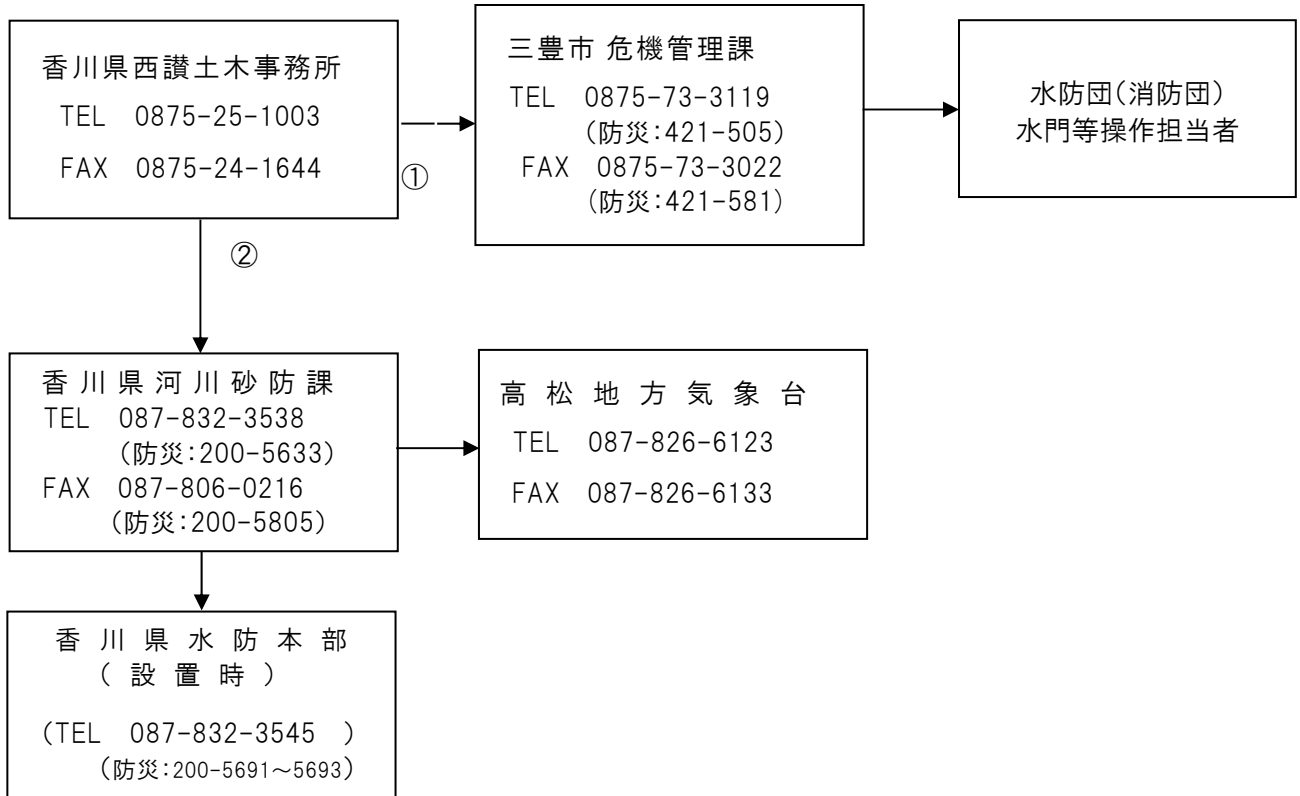 香川県西讃土木事務所
TEL 0875-25-1003
FAX 0875-24-1644
①
三豊市 危機管理課
TEL 0875-73-3119
(防災:421-505)
FAX 0875-73-3022
(防災:421-581)
水防団(消防団)
水門等操作担当者
②
香川県河川砂防課
TEL 087-832-3538
(防災:200-5633)
FAX 087-806-0216
(防災:200-5805)
高松地方気象台
TEL 087-826-6123
FAX 087-826-6133
香川県水防本部
(設置時)
(TEL 087-832-3545 )
(防災:200-5691~5693)